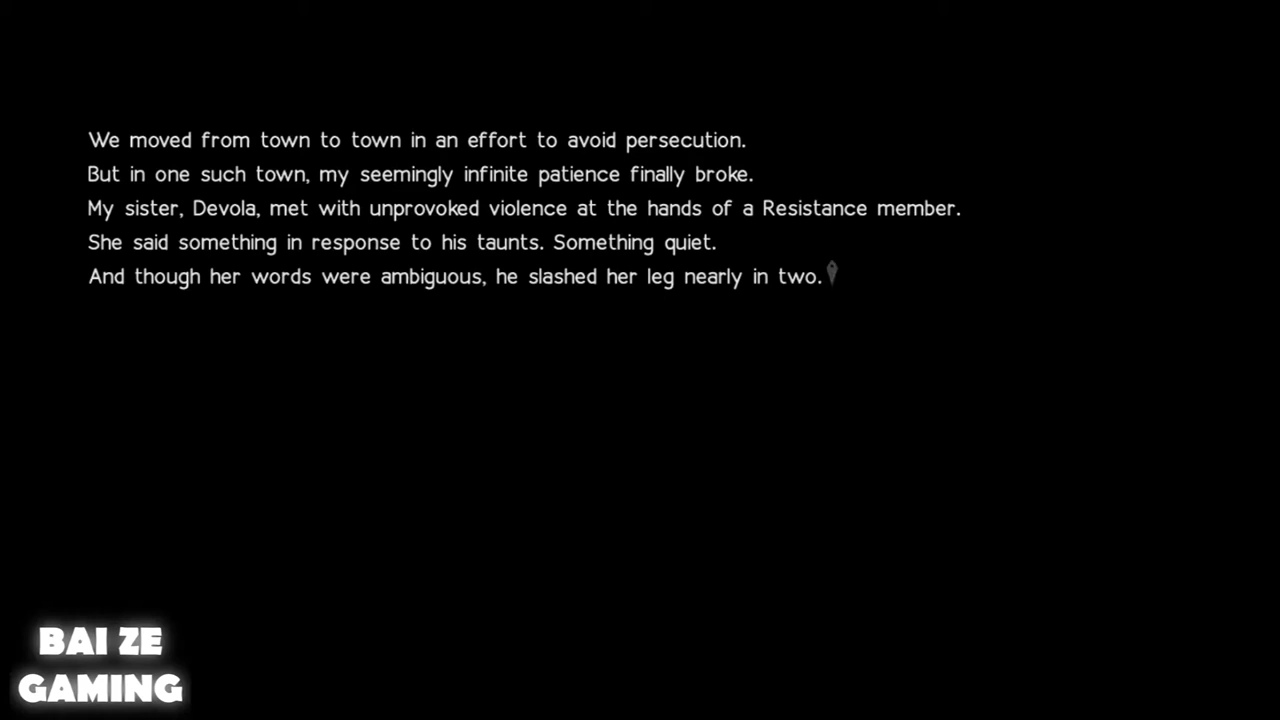 We moved from town to town in an effort to avoid persecution.
But in one such town, my seemingly infinite patience finally broke.
My sister, Devola, met with unprovoked violence at the hands of a Resistance member.
She said something in response to his taunts. Something quiet.
And though her words were ambiguous, he slashed her leg nearly in two.
BAI ZE
GAMING